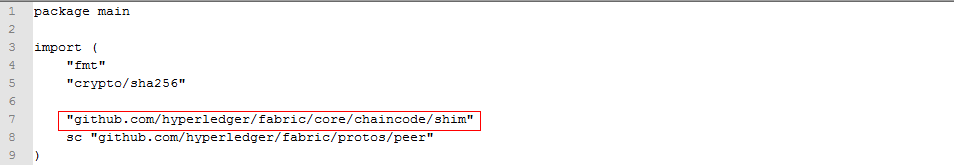 1 package main
2
3 import (
4 "fmt"
5 "crypto/sha256"
6
7 "github.com/hyperledger/fabric/core/chaincode/shim"
8 sc "github.com/hyperledger/fabric/protos/peer"
9 )